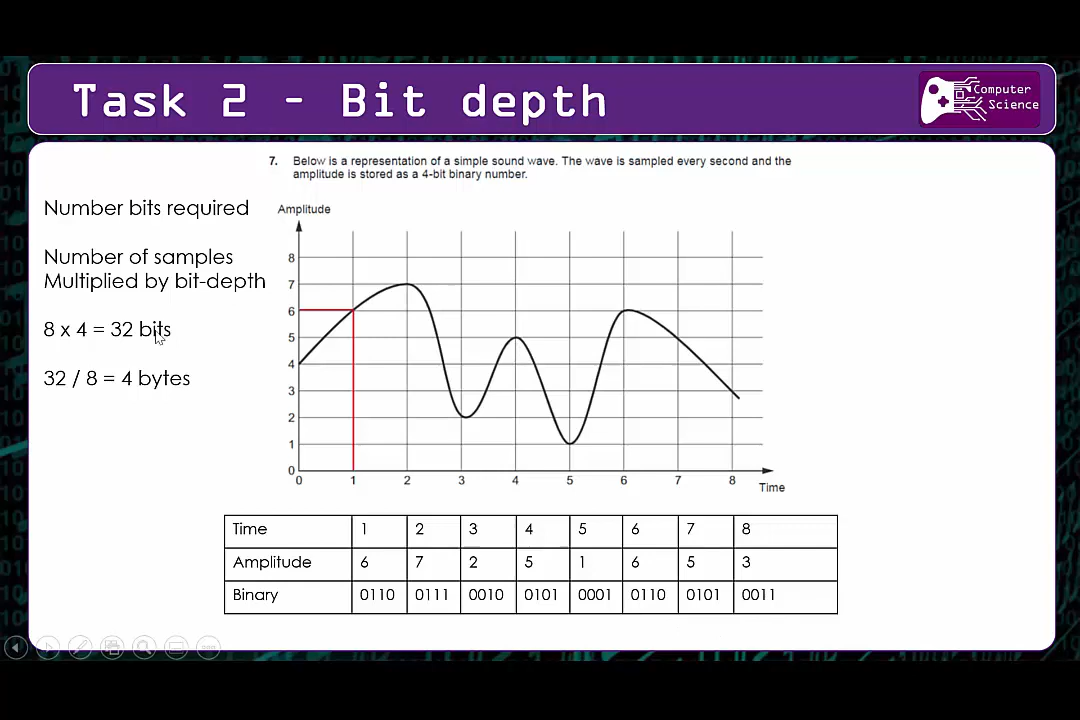 Task 2 - Bit depth
Computer
Science
7. Below is a representation of a simple sound wave. The wave is sampled every second and the
amplitude is stored as a 4-bit binary number.
Number bits required
Number of samples
Multiplied by bit-depth
8 x 4 = 32 bits
32 / 8 = 4 bytes
Amplitude
8
7
6
5
4
3
2
1
0
0 1 2 3 4 5 6 7 8
Time
Time 1 2 3 4 5 6 7 8
Amplitude 6 7 2 5 1 6 5 3
Binary 0110 0111 0010 0101 0001 0110 0101 0011